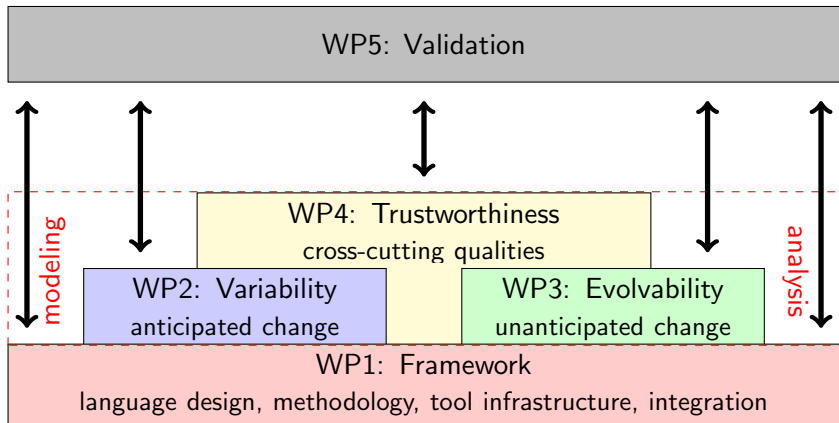 WP5: Validation
WP4: Trustworthiness
cross-cutting qualities
modeling
analysis
WP2: Variability
anticipated change
WP3: Evolvability
unanticipated change
WP1: Framework
language design, methodology, tool infrastructure, integration